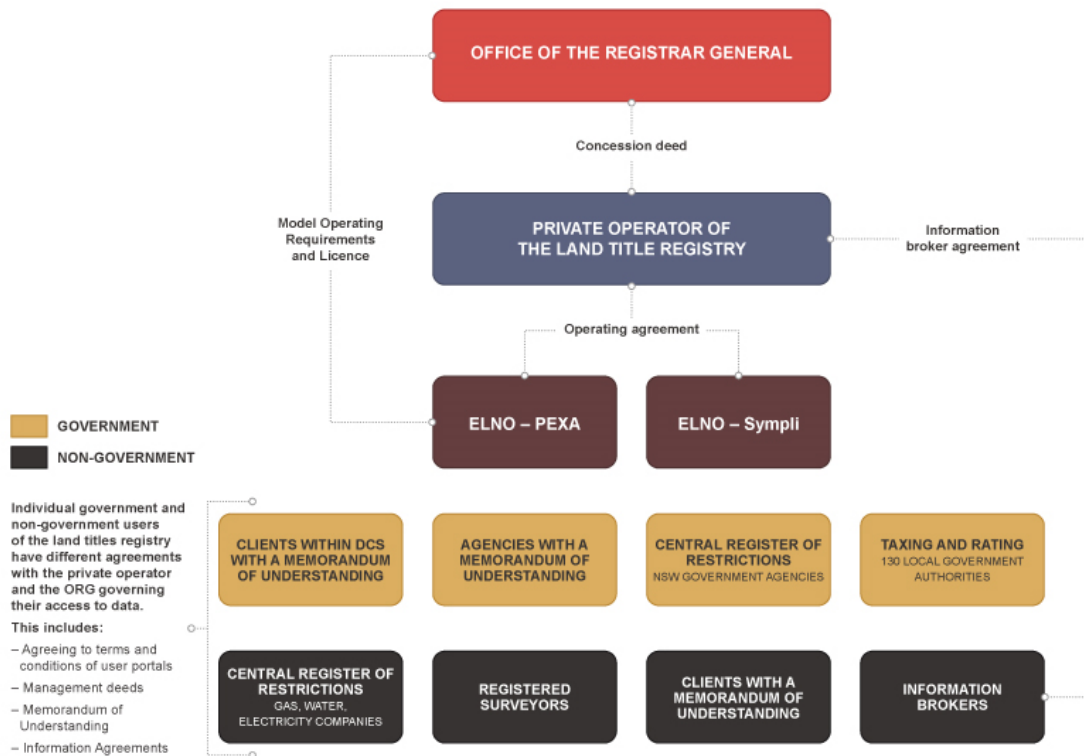 OFFICE OF THE REGISTRAR GENERAL
Concession deed
Model Operating
Requirements
and Licence
PRIVATE OPERATOR OF
THE LAND TITLE REGISTRY
Information
broker agreement
Operating agreement
ELNO – PEXA
ELNO – Sympli
GOVERNMENT
NON-GOVERNMENT
Individual government and
non-government users
of the land titles registry
have different agreements
with the private operator
and the ORG governing
their access to data.
This includes:
– Agreeing to terms and
conditions of user portals
– Management deeds
– Memorandum of
Understanding
– Information Agreements
CLIENTS WITHIN DCS
WITH A MEMORANDUM
OF UNDERSTANDING
AGENCIES WITH A
MEMORANDUM OF
UNDERSTANDING
CENTRAL REGISTER OF
RESTRICTIONS
NSW GOVERNMENT AGENCIES
TAXING AND RATING
130 LOCAL GOVERNMENT
AUTHORITIES
CENTRAL REGISTER OF
RESTRICTIONS
GAS, WATER,
ELECTRICITY COMPANIES
REGISTERED
SURVEYORS
CLIENTS WITH A
MEMORANDUM OF
UNDERSTANDING
INFORMATION
BROKERS